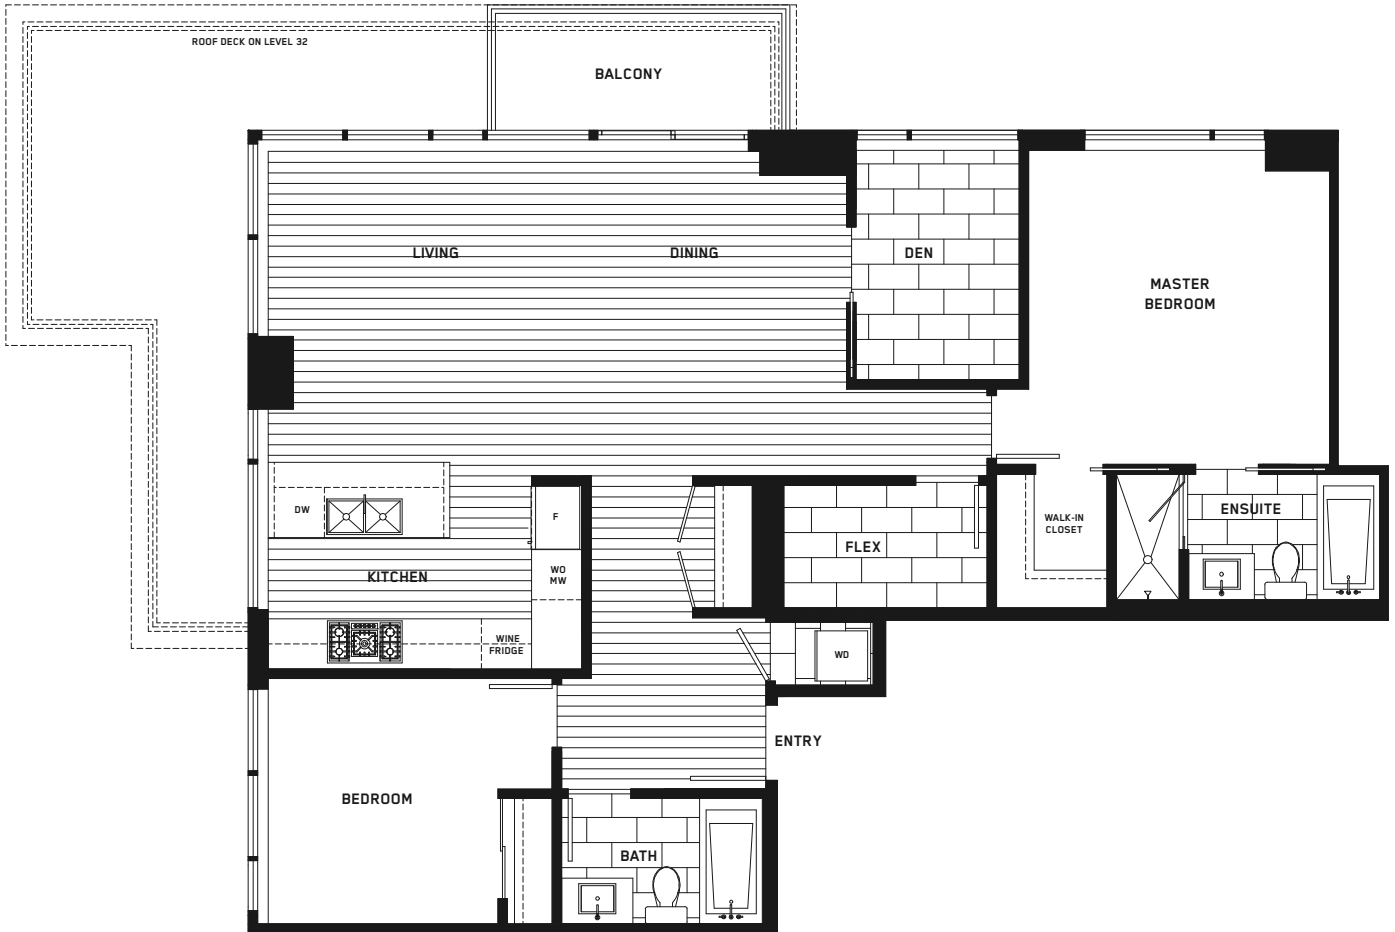 ROOF DECK ON LEVEL 32
BALCONY
LIVING
DINING
DEN
MASTER
BEDROOM
DW
F
WALK-IN
CLOSET
ENSUITE
FLEX
KITCHEN
WO
MW
WINE
FRIDGE
WD
ENTRY
BEDROOM
BATH